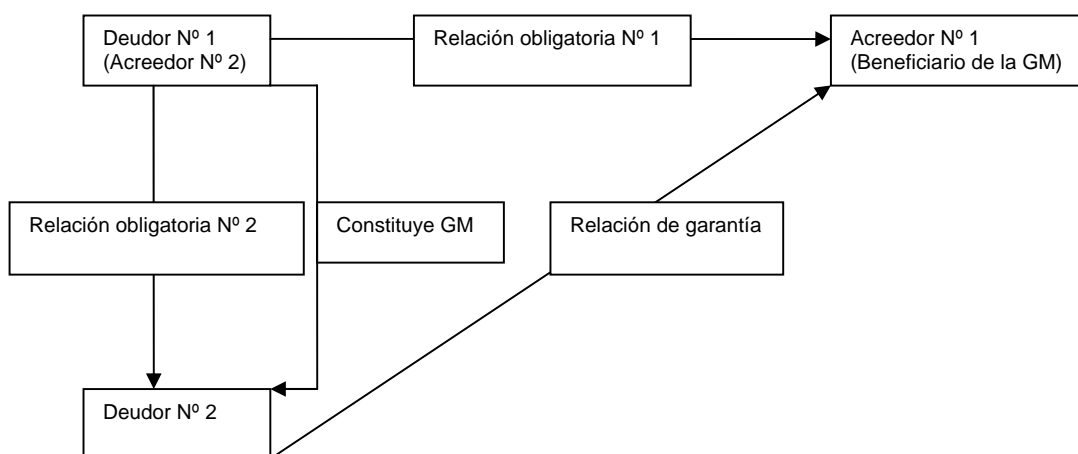 Deudor Nº 1
(Acreedor Nº 2)
Relación obligatoria Nº 1
Acreedor Nº 1
(Beneficiario de la GM)
Relación obligatoria Nº 2
Constituye GM
Relación de garantía
Deudor Nº 2